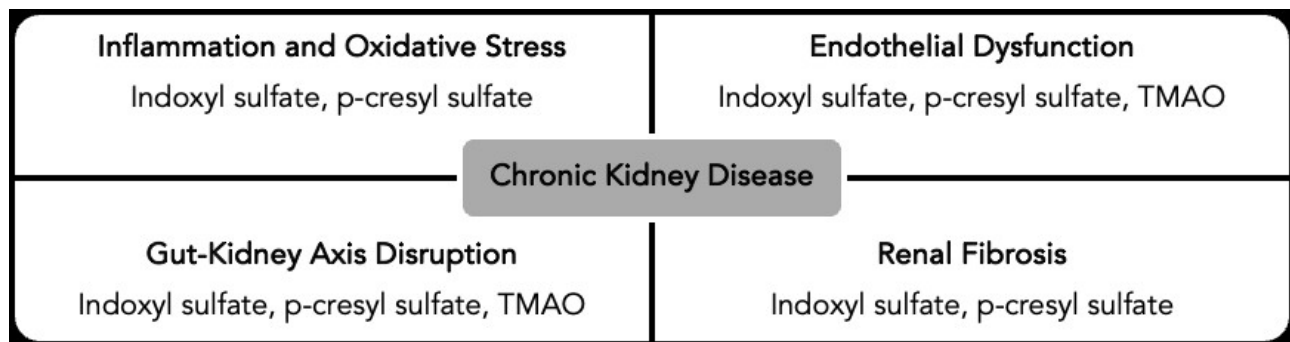 Inflammation and Oxidative Stress
Indoxyl sulfate, p-cresyl sulfate
Endothelial Dysfunction
Indoxyl sulfate, p-cresyl sulfate, TMAO
Chronic Kidney Disease
Gut-Kidney Axis Disruption
Indoxyl sulfate, p-cresyl sulfate, TMAO
Renal Fibrosis
Indoxyl sulfate, p-cresyl sulfate